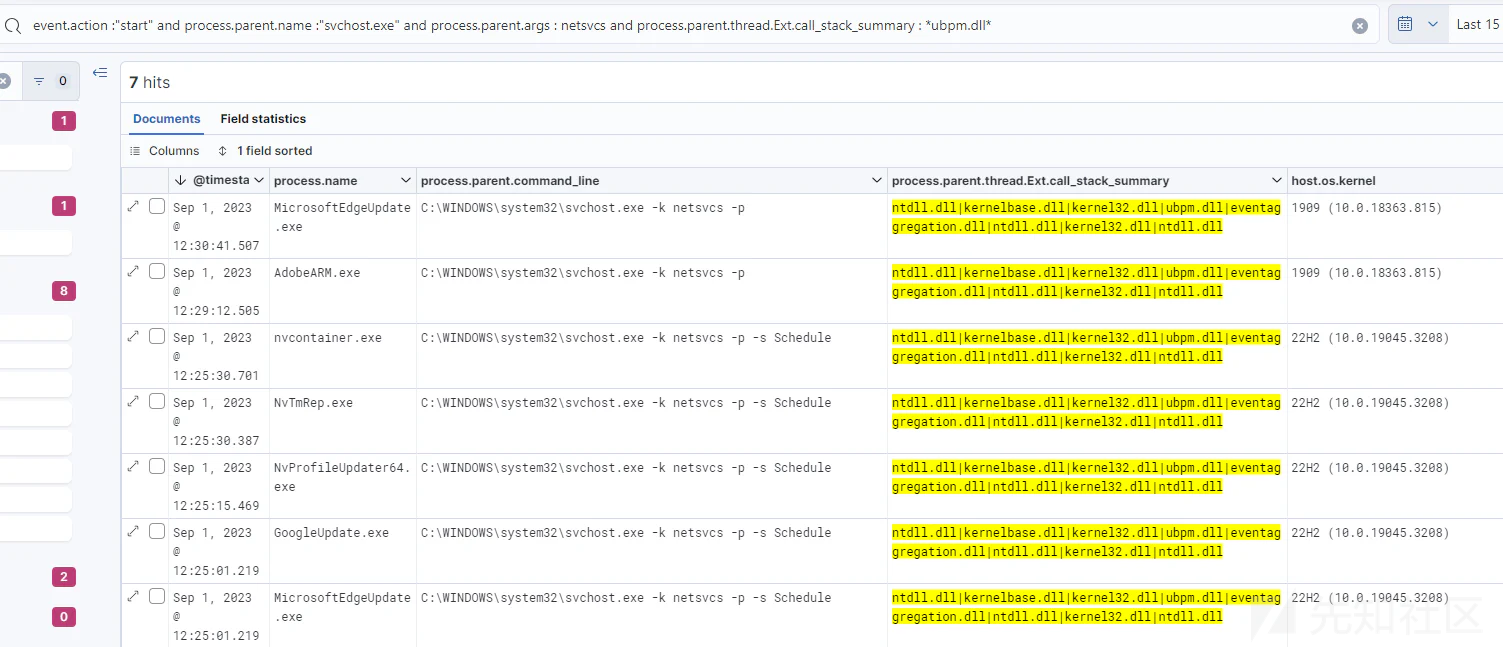 event.action :"start" and process.parent.name :"svchost.exe" and process.parent.args : netsvcs and process.parent.thread.Ext.call_stack_summary : *ubpm.dll*
Last 15
0
7 hits
1
Documents Field statistics
Columns 1 field sorted
@timesta process.name process.parent.command_line process.parent.thread.Ext.call_stack_summary host.os.kernel
1
Sep 1, 2023 MicrosoftEdgeUpdate C:\WINDOWS\system32\svchost.exe -k netsvcs -p ntdll.dll|kernelbase.dll|kernel32.dll|ubpm.dll|eventag 1909 (10.0.18363.815)
@ .exe gregation.dll|ntdll.dll|kernel32.dll|ntdll.dll
12:30:41.507
Sep 1, 2023 AdobeARM.exe C:\WINDOWS\system32\svchost.exe -k netsvcs -p ntdll.dll|kernelbase.dll|kernel32.dll|ubpm.dll|eventag 1909 (10.0.18363.815)
@ gregation.dll|ntdll.dll|kernel32.dll|ntdll.dll
8
12:29:12.505
Sep 1, 2023 nvcontainer.exe C:\WINDOWS\system32\svchost.exe -k netsvcs -p -s Schedule ntdll.dll|kernelbase.dll|kernel32.dll|ubpm.dll|eventag 22H2 (10.0.19045.3208)
@ gregation.dll|ntdll.dll|kernel32.dll|ntdll.dll
12:25:30.701
Sep 1, 2023 NvTmRep.exe C:\WINDOWS\system32\svchost.exe -k netsvcs -p -s Schedule ntdll.dll|kernelbase.dll|kernel32.dll|ubpm.dll|eventag 22H2 (10.0.19045.3208)
@ gregation.dll|ntdll.dll|kernel32.dll|ntdll.dll
12:25:30.387
Sep 1, 2023 NvProfileUpdater64. C:\WINDOWS\system32\svchost.exe -k netsvcs -p -s Schedule ntdll.dll|kernelbase.dll|kernel32.dll|ubpm.dll|eventag 22H2 (10.0.19045.3208)
@ exe gregation.dll|ntdll.dll|kernel32.dll|ntdll.dll
12:25:15.469
Sep 1, 2023 GoogleUpdate.exe C:\WINDOWS\system32\svchost.exe -k netsvcs -p -s Schedule ntdll.dll|kernelbase.dll|kernel32.dll|ubpm.dll|eventag 22H2 (10.0.19045.3208)
@ gregation.dll|ntdll.dll|kernel32.dll|ntdll.dll
12:25:01.219
2
Sep 1, 2023 MicrosoftEdgeUpdate C:\WINDOWS\system32\svchost.exe -k netsvcs -p -s Schedule ntdll.dll|kernelbase.dll|kernel32.dll|ubpm.dll|eventag 22H2 (10.0.19045.3208)
@ .exe gregation.dll|ntdll.dll|kernel32.dll|ntdll.dll
0
12:25:01.219
先知社区